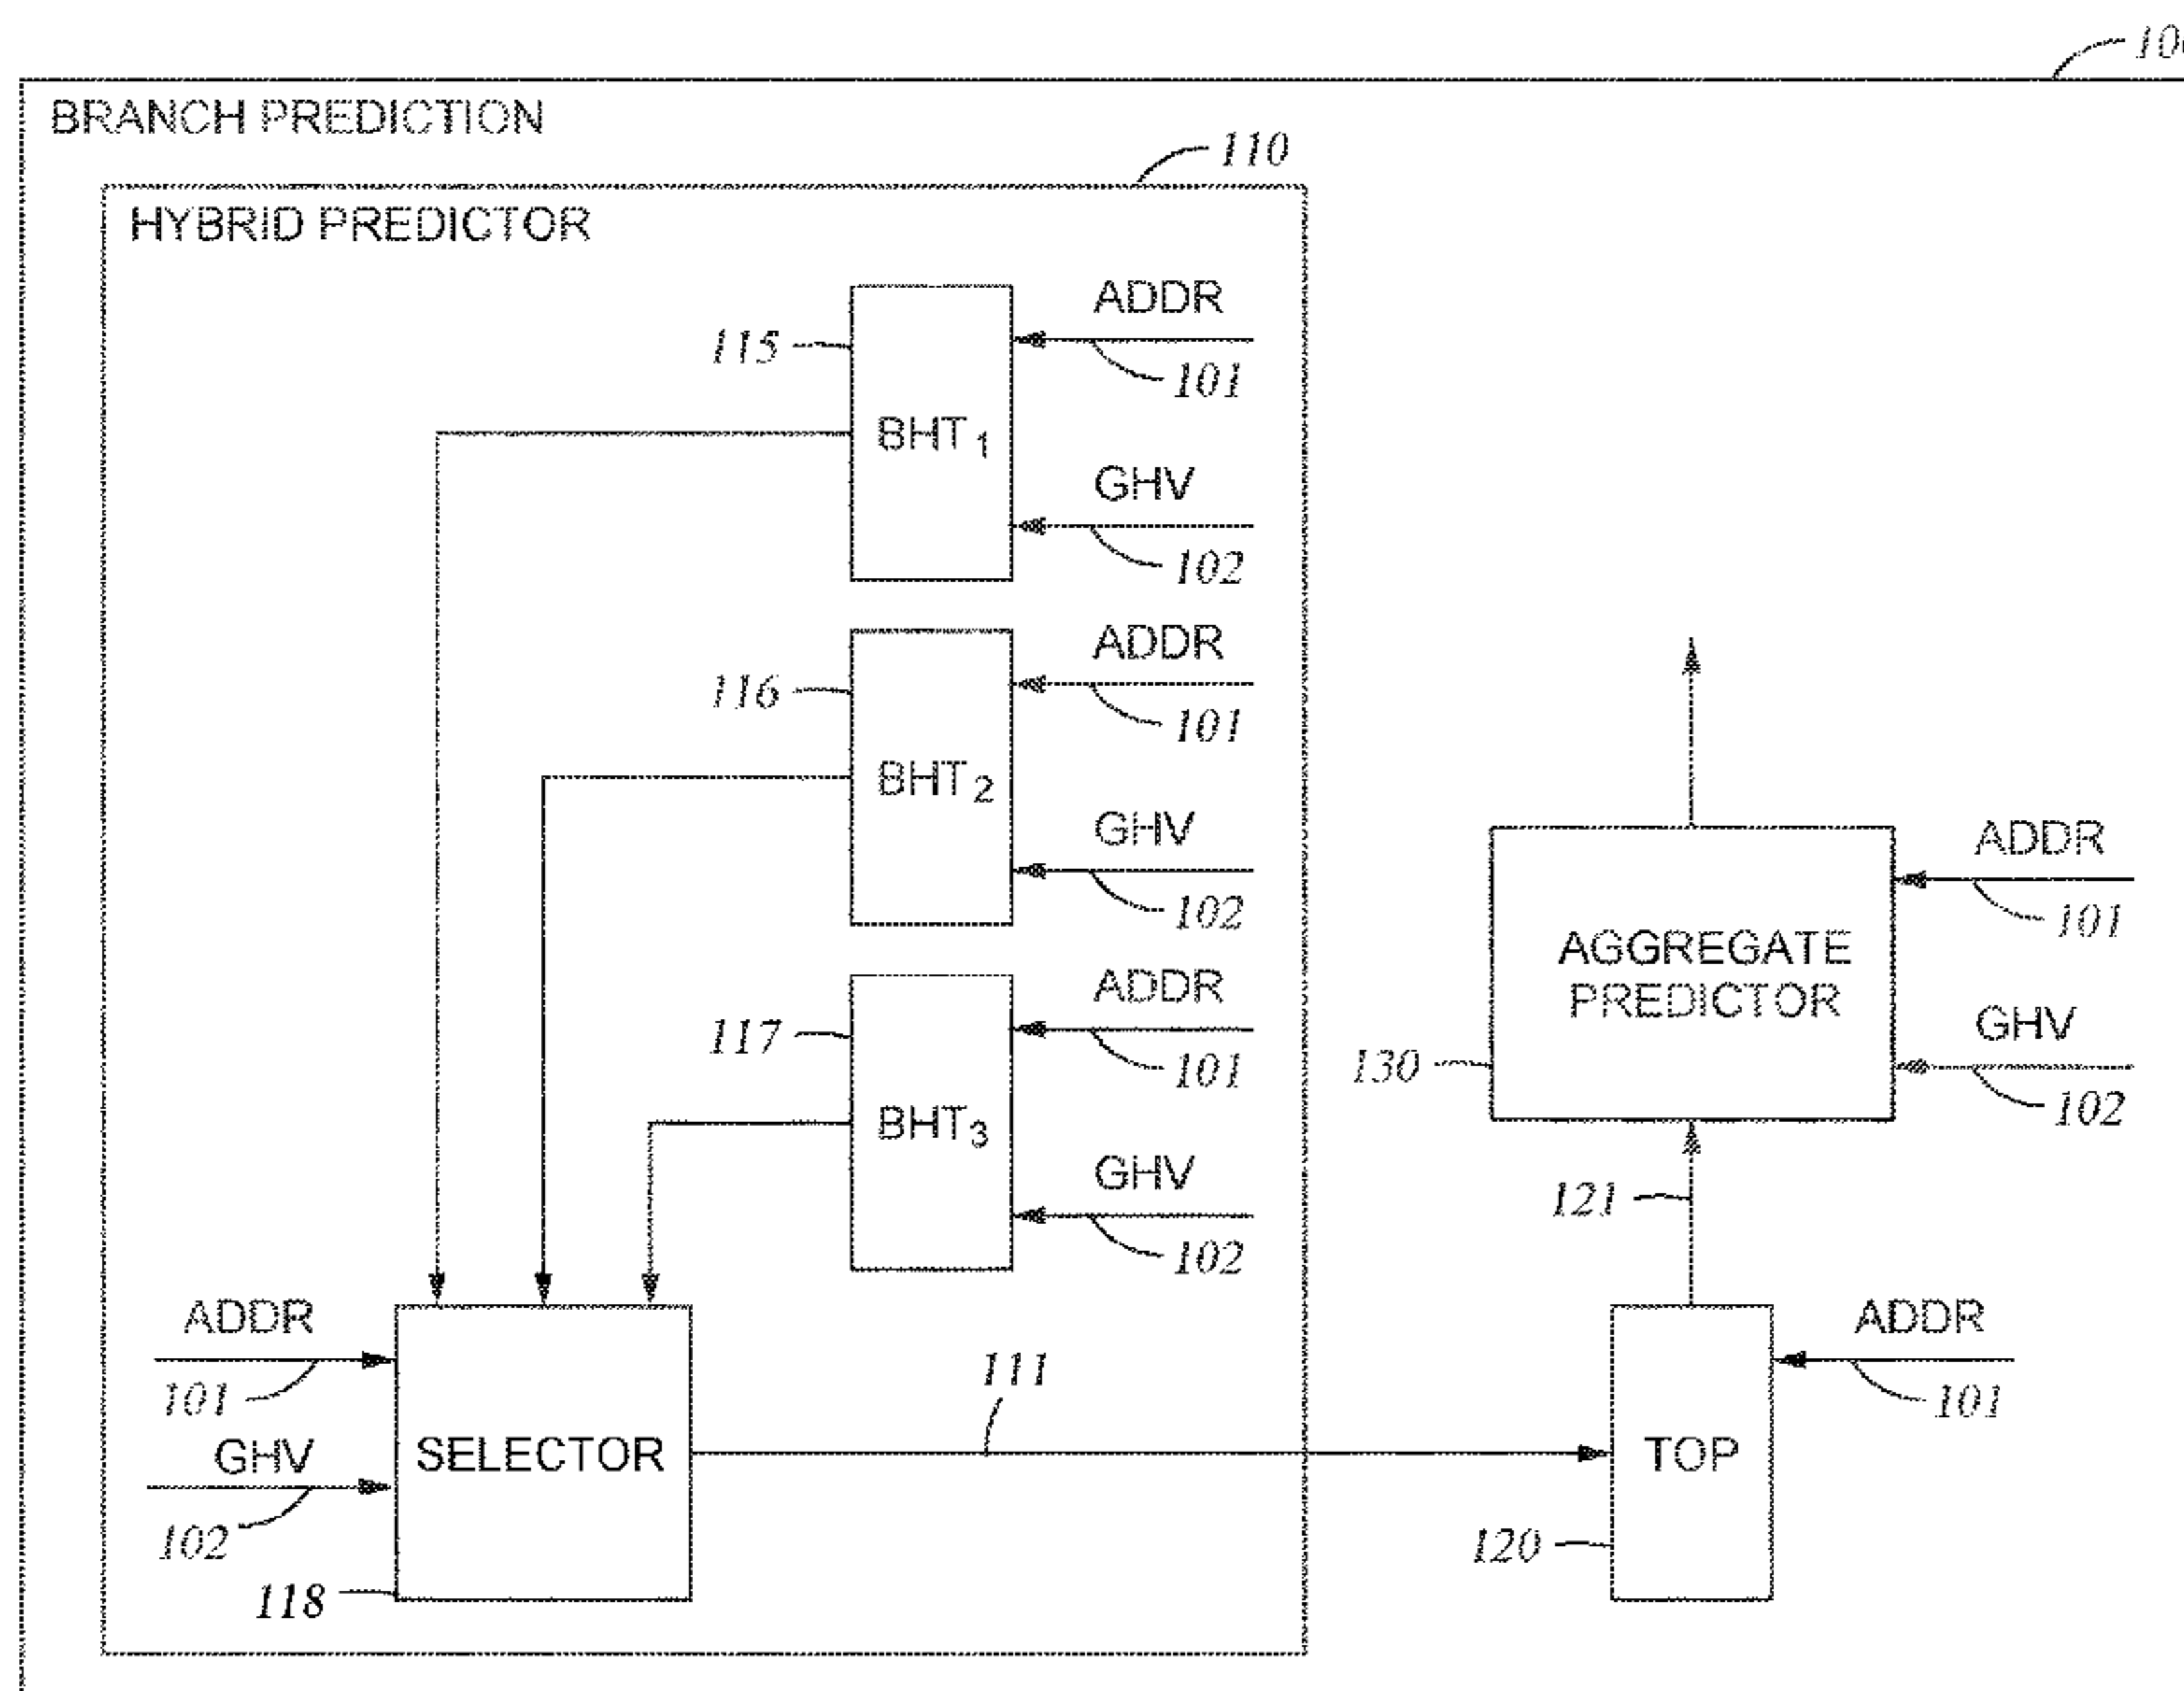 BRANCH PREDICTION
110
HYBRID PREDICTOR
ADDR
115
101
BHT1
GHV
102
ADDR
116
101
BHT2
GHV
102
ADDR
101
ADDR
117
101
AGGREGATE
PREDICTOR
GHV
130
102
BHT3
GHV
102
121
ADDR
101
GHV
102
SELECTOR
118
111
ADDR
101
TOP
120